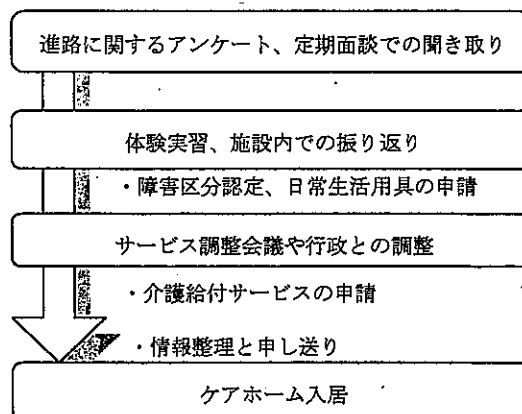 進路に関するアンケート、定期面談での聞き取り
体験実習、施設内での振り返り
・障害区分認定、日常生活用具の申請
サービス調整会議や行政との調整
・介護給付サービスの申請
・情報整理と申し送り
ケアホーム入居